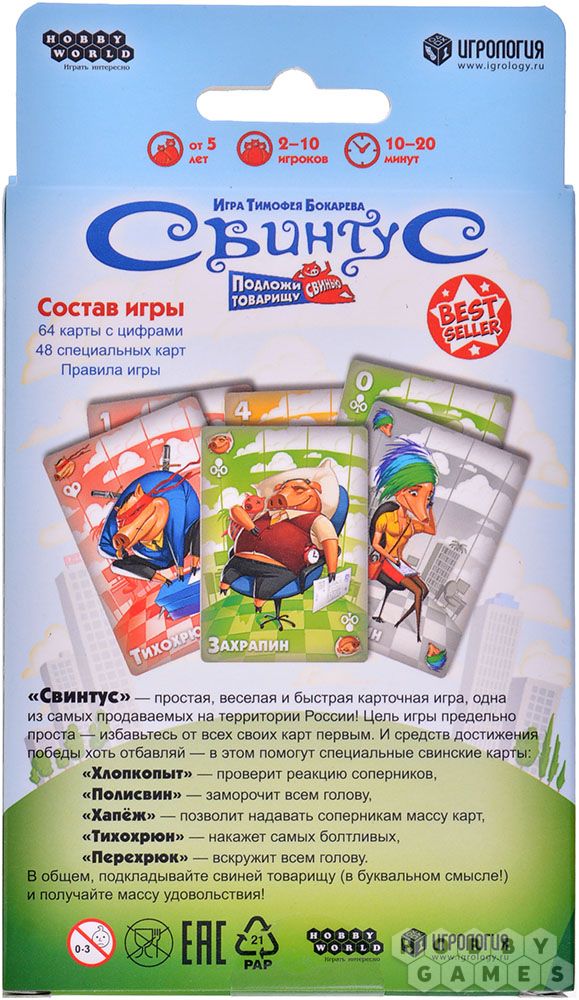 HOBBY
WORLD
Играть интересно
ИГРОЛОГИЯ
www.igrology.ru
от 5
лет
2–10
игроков
10–20
минут
Игра Тимофея Бокарева
Свинтус
Подложи
товарищу
свинью
Состав игры
64 карты с цифрами
48 специальных карт
Правила игры
BEST
SELLER
1
4
0
Тихохрю
Захрапин
ин
«Свинтус» — простая, веселая и быстрая карточная игра, одна
из самых продаваемых на территории России! Цель игры предельно
проста — избавьтесь от всех своих карт первым. И средств достижения
победы хоть отбавляй — в этом помогут специальные свинские карты:
«Хлопкопыт» — проверит реакцию соперников,
«Полисвин» — заморочит всем голову,
«Хапёж» — позволит надавать соперникам массу карт,
«Тихохрюн» — накажет самых болтливых,
«Перехрюк» — вскружит всем голову.
В общем, подкладывайте свиней товарищу (в буквальном смысле!)
и получайте массу удовольствия!
0-3
EAC
21
PAP
HOBBY
WORLD
Играть интересно
ИГРОЛОГИЯ
www.igrology.ru
HOBBY
GAMES